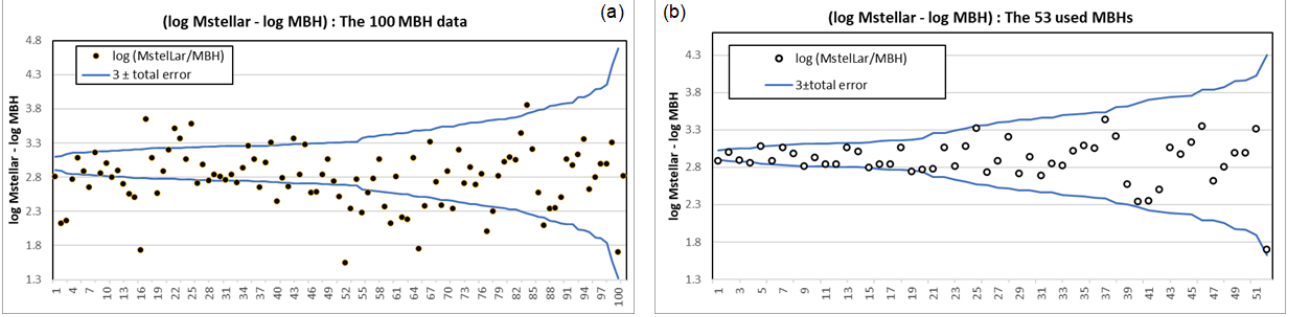 (log Mstellar - log MBH) : The 100 MBH data
(a)
log Mstellar - log MBH
4.8
4.3
3.8
3.3
2.8
2.3
1.8
1.3
log (MstelLar/MBH)
3 ± total error
1 4 7 10 13 16 19 22 25 28 31 34 37 40 43 46 49 52 55 58 61 64 67 70 73 76 79 82 85 88 91 94 97 100
(b)
(log Mstellar - log MBH) : The 53 used MBHs
log Mstellar - log MBH
4.3
3.8
3.3
2.8
2.3
1.8
1.3
log (MstelLar/MBH)
3±total error
1 3 5 7 9 11 13 15 17 19 21 23 25 27 29 31 33 35 37 39 41 43 45 47 49 51